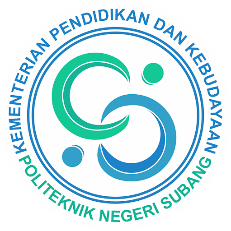 KEMENTERIAN PENDIDIKAN DAN KEBUDAYAAN
POLITEKNIK NEGERI SUBANG